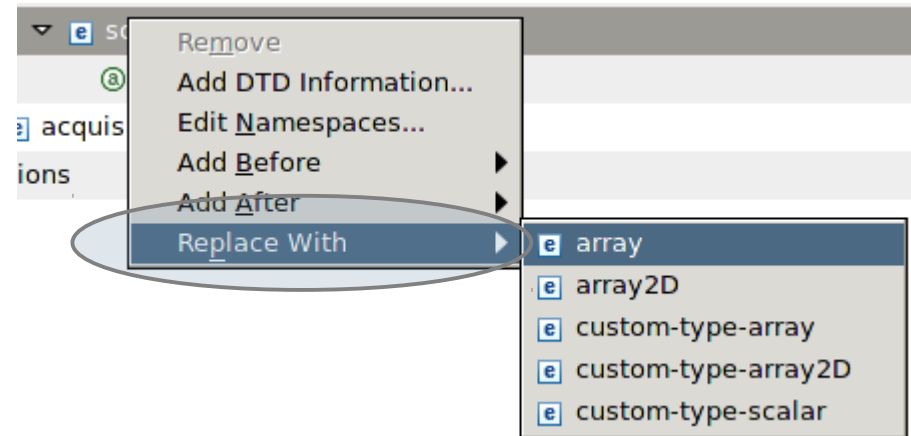 Remove
Add DTD Information...
acquis
Edit Namespaces...
ions
Add Before
Add After
Replace With
array
array2D
custom-type-array
custom-type-array2D
custom-type-scalar